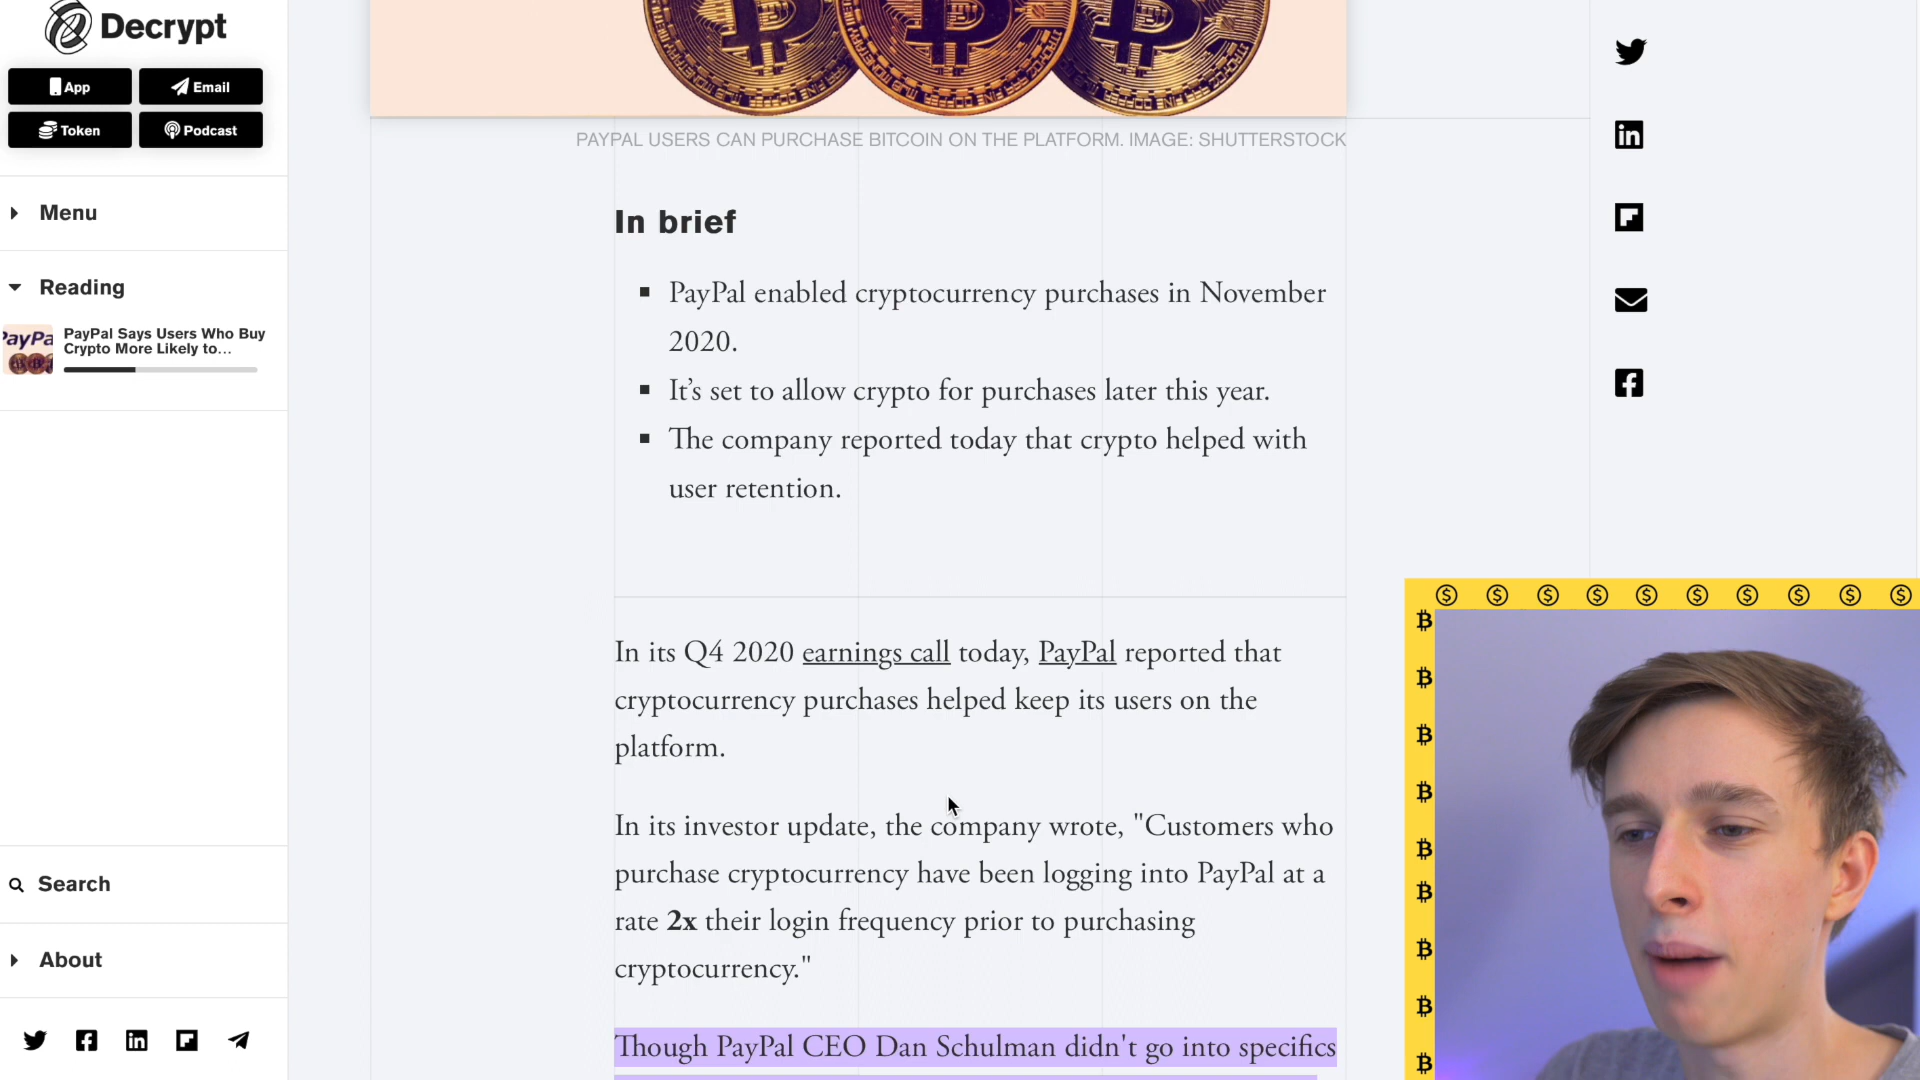 Decrypt
App
Email
Token
Podcast
Menu
Reading
PayPal Says Users Who Buy
Crypto More Likely to...
Search
About
PAYPAL USERS CAN PURCHASE BITCOIN ON THE PLATFORM. IMAGE: SHUTTERSTOCK
In brief
PayPal enabled cryptocurrency purchases in November
2020.
It’s set to allow crypto for purchases later this year.
The company reported today that crypto helped with
user retention.
In its Q4 2020 earnings call today, PayPal reported that
cryptocurrency purchases helped keep its users on the
platform.
In its investor update, the company wrote, "Customers who
purchase cryptocurrency have been logging into PayPal at a
rate 2x their login frequency prior to purchasing
cryptocurrency."
Though PayPal CEO Dan Schulman didn't go into specifics